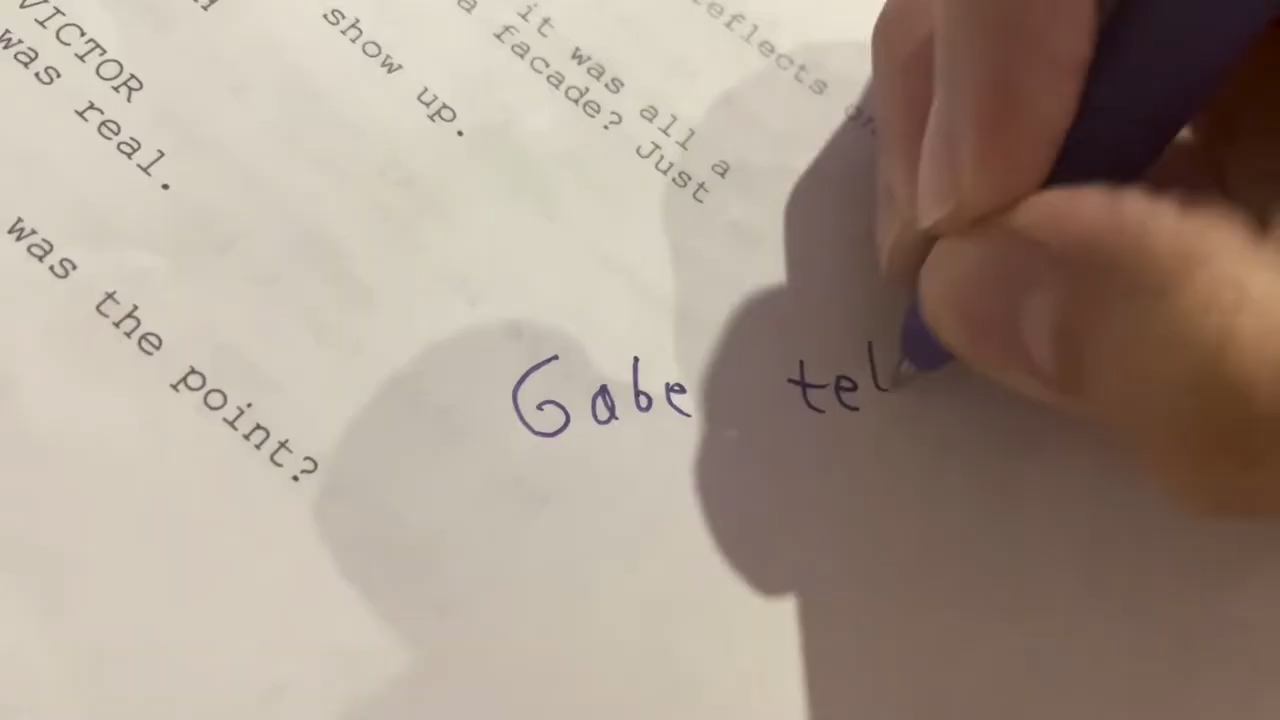 VICTOR
was real.
show up.
it was all a
facade? Just
reflects
was the point?
Gabe tel